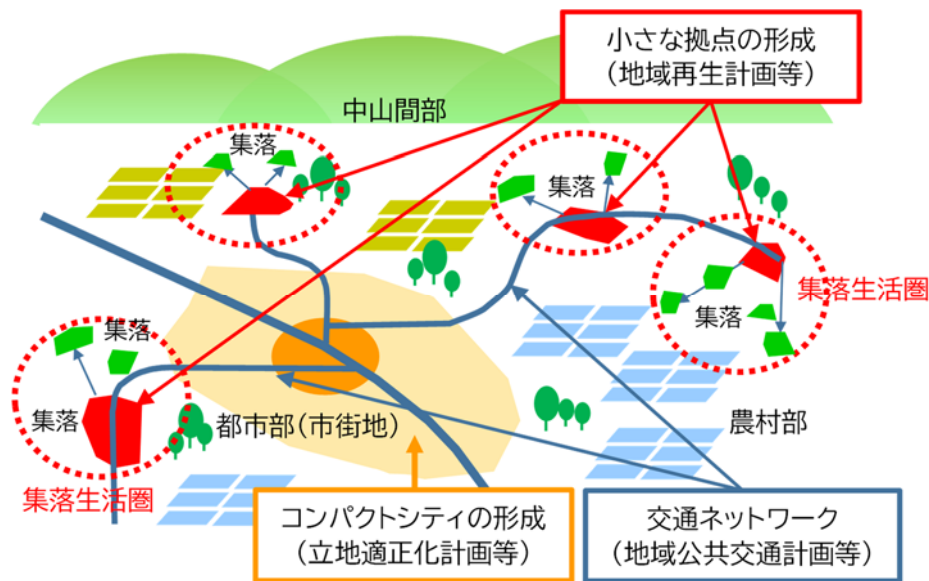 小さな拠点の形成
（地域再生計画等）
中山間部
集落
集落
集落生活圏
集落
集落
集落
都市部（市街地）
農村部
集落生活圏
コンパクトシティの形成
（立地適正化計画等）
交通ネットワーク
（地域公共交通計画等）